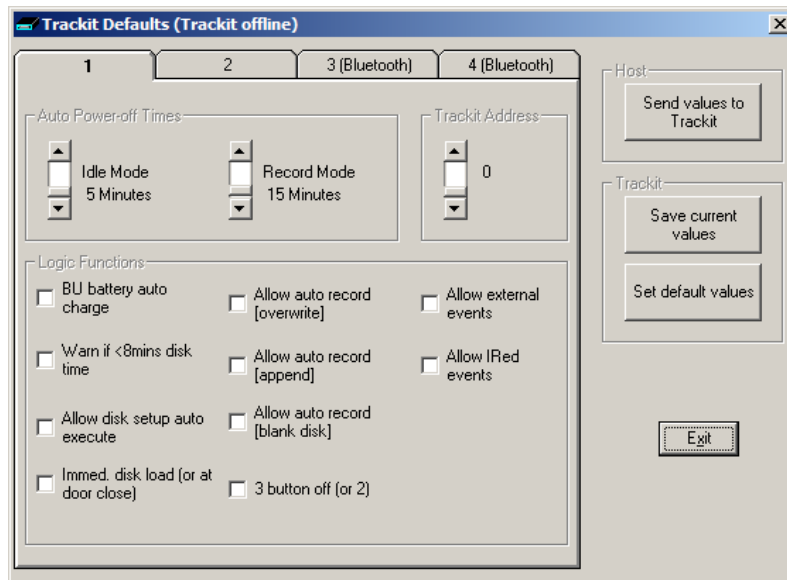 Trackit Defaults (Trackit offline)
1
2
3 (Bluetooth)
4 (Bluetooth)
Auto Power-off Times
Idle Mode
5 Minutes
Record Mode
15 Minutes
Trackit Address
0
Logic Functions
BU battery auto
charge
Warn if <8mins disk
time
Allow disk setup auto
execute
Immed. disk load (or at
door close)
Allow auto record
[overwrite]
Allow auto record
[append]
Allow auto record
[blank disk]
3 button off (or 2)
Allow external
events
Allow IRed
events
Host
Send values to
Trackit
Trackit
Save current
values
Set default values
Exit